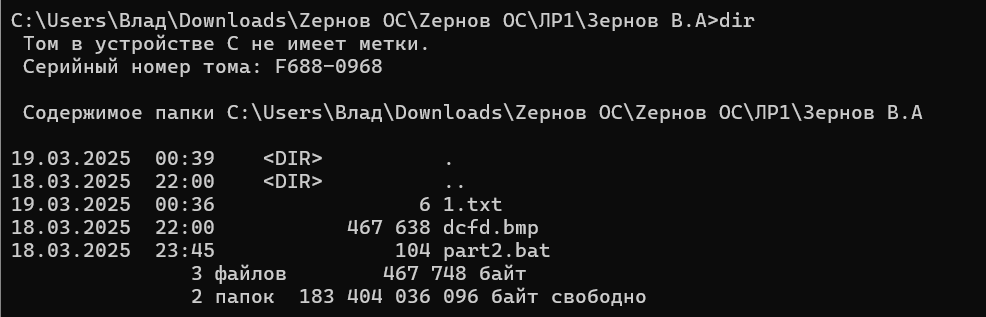 C:\Users\Влад\Downloads\Zернов ОС\Zернов ОС\ЛР1\Зернов В.А>dir
 Том в устройстве C не имеет метки.
 Серийный номер тома: F688-0968

 Содержимое папки C:\Users\Влад\Downloads\Zернов ОС\Zернов ОС\ЛР1\Зернов В.А

19.03.2025  00:39    <DIR>          .
18.03.2025  22:00    <DIR>          ..
19.03.2025  00:36                 6 1.txt
18.03.2025  22:00           467 638 dcfd.bmp
18.03.2025  23:45               104 part2.bat
               3 файлов        467 748 байт
               2 папок  183 404 036 096 байт свободно